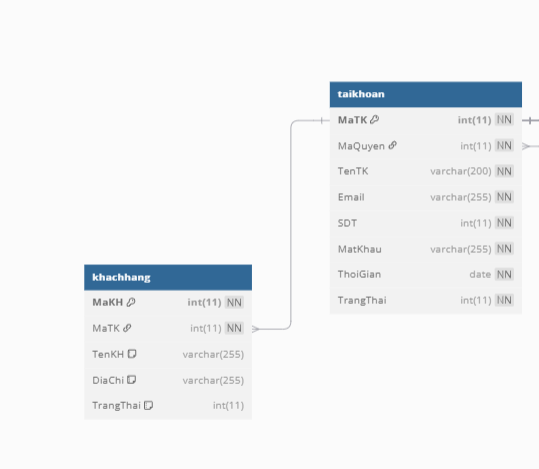 taikhoan
MaTK int(11) NN
MaQuyen int(11) NN
TenTK varchar(200) NN
Email varchar(255) NN
SDT int(11) NN
MatKhau varchar(255) NN
ThoiGian date NN
TrangThai int(11) NN
khachhang
MaKH int(11) NN
MaTK int(11) NN
TenKH varchar(255)
DiaChi varchar(255)
TrangThai int(11)